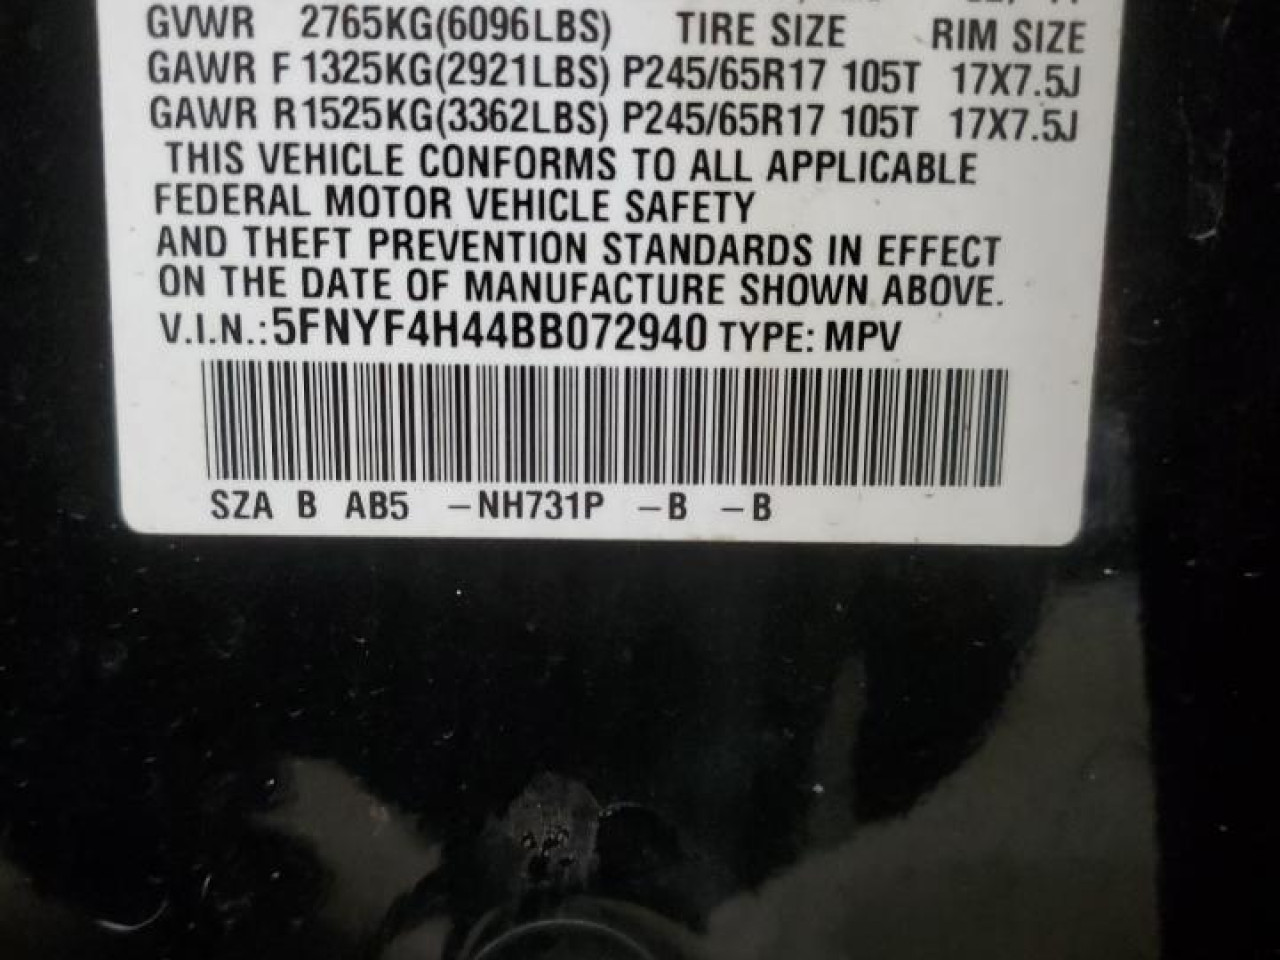 GVWR 2765KG(6096LBS) TIRE SIZE RIM SIZE
GAWR F 1325KG(2921LBS) P245/65R17 105T 17X7.5J
GAWR R 1525KG(3362LBS) P245/65R17 105T 17X7.5J
THIS VEHICLE CONFORMS TO ALL APPLICABLE
FEDERAL MOTOR VEHICLE SAFETY
AND THEFT PREVENTION STANDARDS IN EFFECT
ON THE DATE OF MANUFACTURE SHOWN ABOVE.
V.I.N.: 5FNYF4H44BB072940 TYPE: MPV
SZA B AB5 -NH731P -B -B